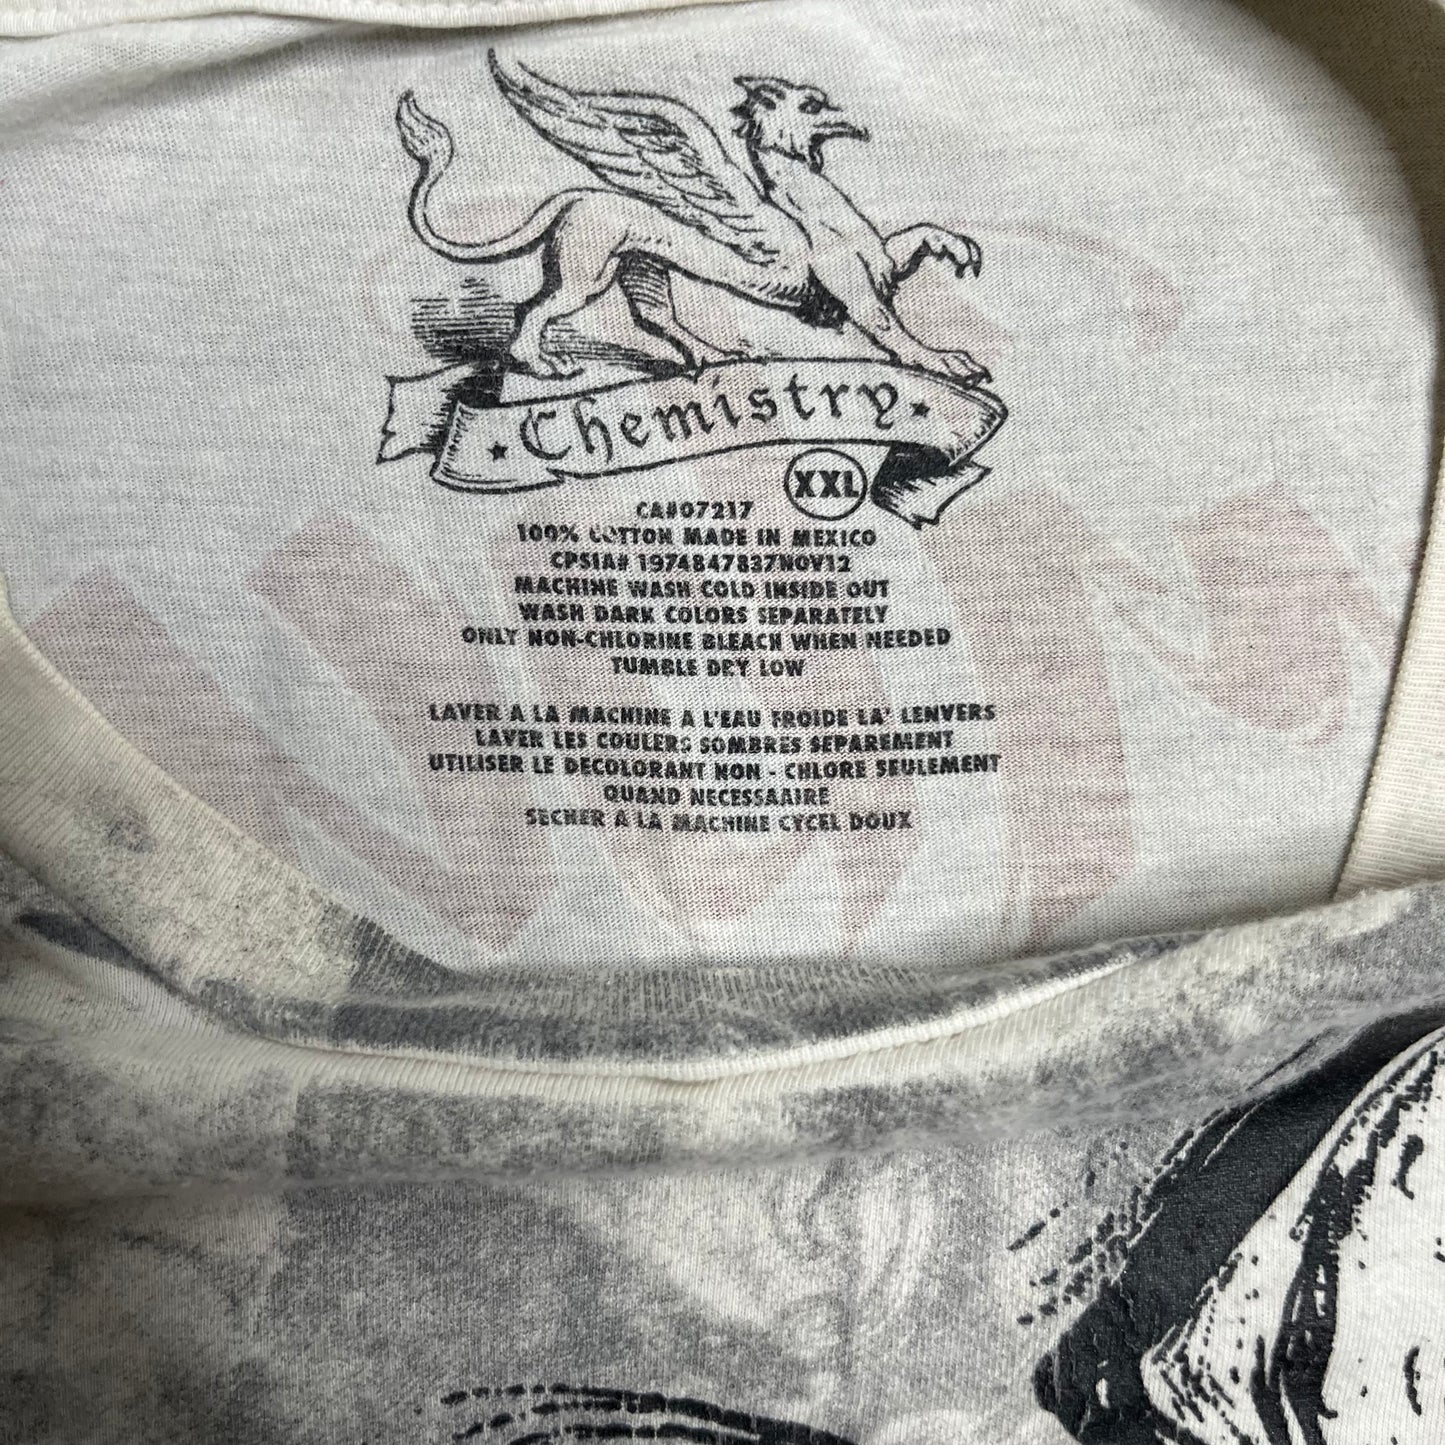 Chemistry
XXL
CA#07217
100% COTTON MADE IN MEXICO
CPSIA# 1974847837NOV12
MACHINE WASH COLD INSIDE OUT
WASH DARK COLORS SEPARATELY
ONLY NON-CHLORINE BLEACH WHEN NEEDED
TUMBLE DRY LOW
LAVER A LA MACHINE A L'EAU FROIDE LA' LENVERS
LAVER LES COULERS SOMBRES SEPAREMENT
UTILISER LE DECOLORANT NON - CHLORE SEULEMENT
QUAND NECESSAAIRE
SECHER A LA MACHINE CYCEL DOUX